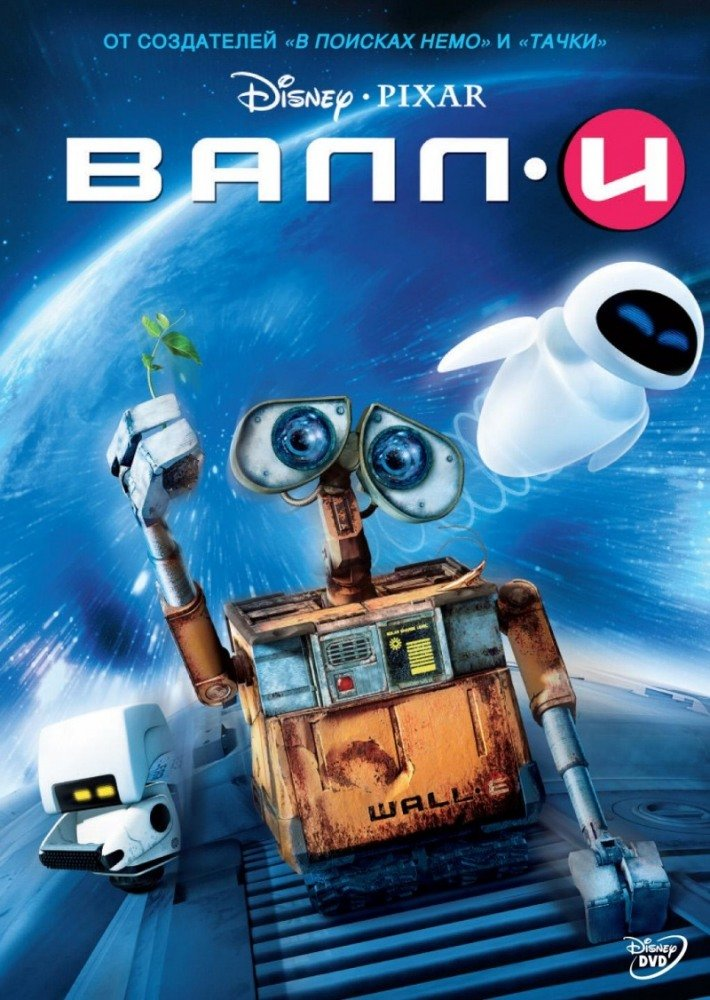 ОТ СОЗДАТЕЛЕЙ «В ПОИСКАХ НЕМО» И «ТАЧКИ»
DISNEY · PIXAR
ВАЛЛ·И
WALL·E
DISNEY
DVD